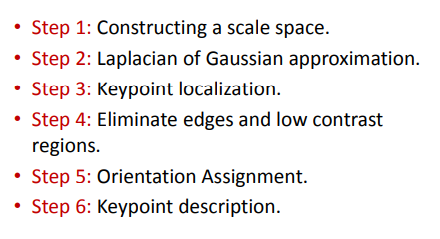 • Step 1: Constructing a scale space.
• Step 2: Laplacian of Gaussian approximation.
• Step 3: Keypoint localization.
• Step 4: Eliminate edges and low contrast
regions.
• Step 5: Orientation Assignment.
• Step 6: Keypoint description.